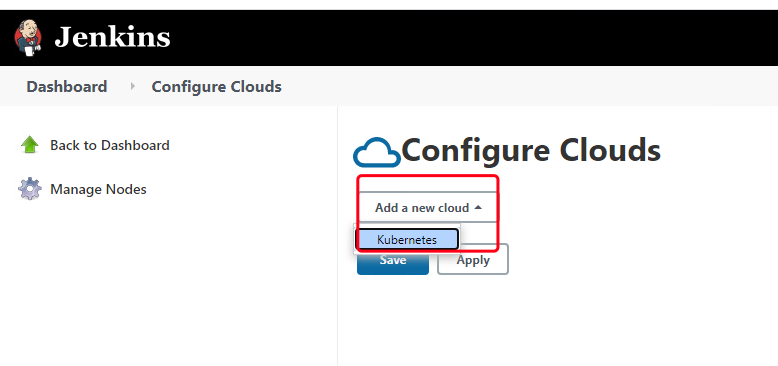 Jenkins
Dashboard
Configure Clouds
Back to Dashboard
Manage Nodes
Configure Clouds
Add a new cloud
Kubernetes
Save
Apply